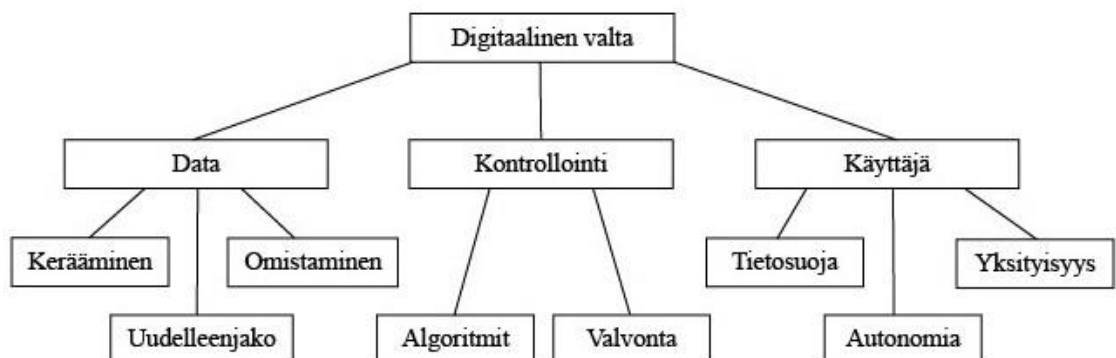 Digitaalinen valta
Data
Kontrollointi
Käyttäjä
Kerääminen
Omistaminen
Tietosuoja
Yksityisyys
Uudelleenjako
Algoritmit
Valvonta
Autonomia